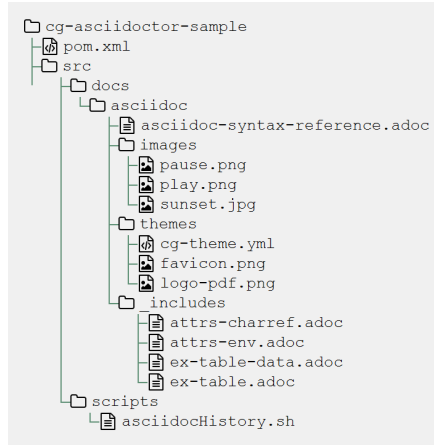 cg-asciidoctor-sample
pom.xml
src
docs
asciidoc
asciidoc-syntax-reference.adoc
images
pause.png
play.png
sunset.jpg
themes
cg-theme.yml
favicon.png
logo-pdf.png
_includes
attrs-charref.adoc
attrs-env.adoc
ex-table-data.adoc
ex-table.adoc
scripts
asciidocHistory.sh